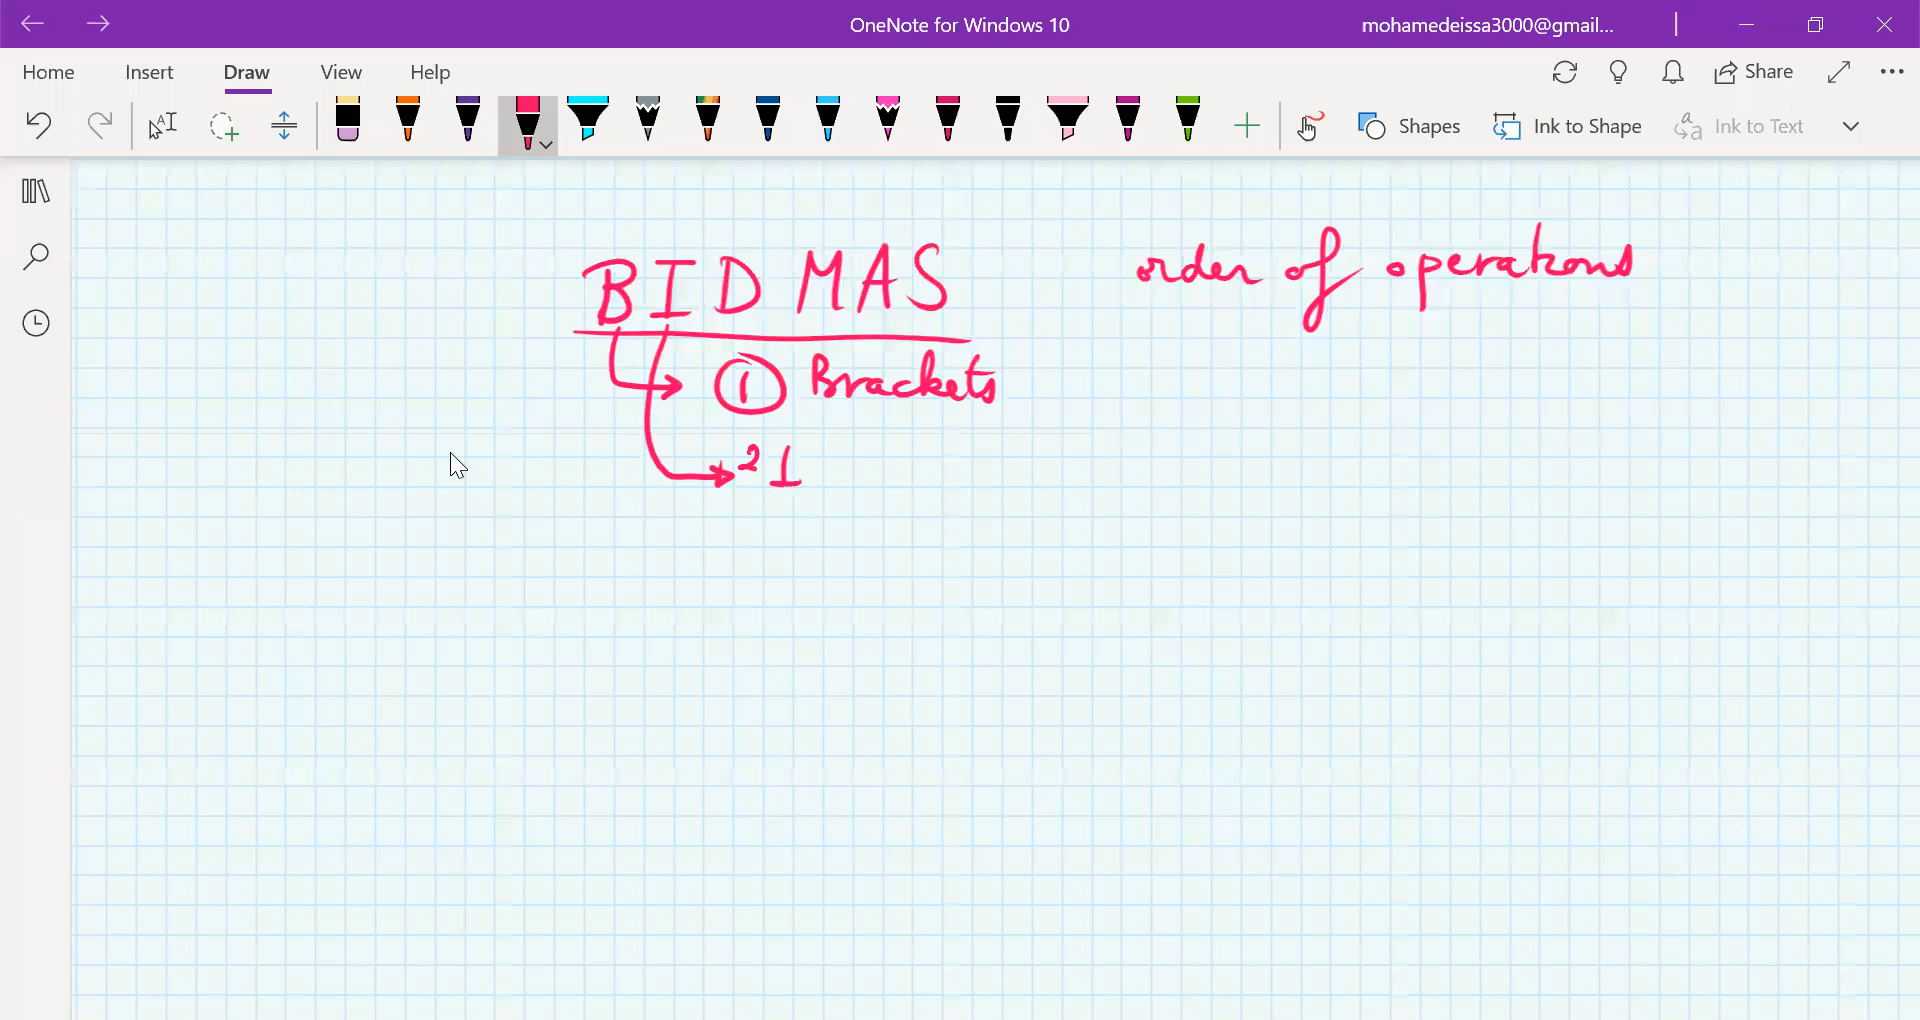 OneNote for Windows 10 mohamedeissa3000@gmail...
Home Insert Draw View Help Share
Shapes Ink to Shape Ink to Text
BIDMAS order of operations
1 Brackets
2 I